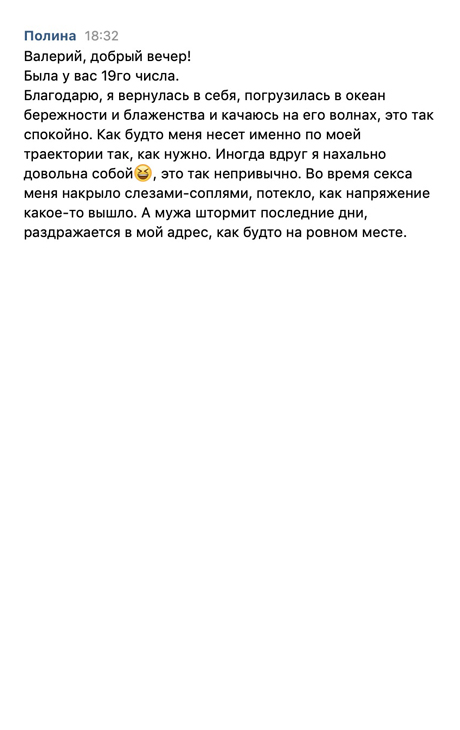 Полина 18:32
Валерий, добрый вечер!
Была у вас 19го числа.
Благодарю, я вернулась в себя, погрузилась в океан
бережности и блаженства и качаюсь на его волнах, это так
спокойно. Как будто меня несет именно по моей
траектории так, как нужно. Иногда вдруг я нахально
довольна собой😆, это так непривычно. Во время секса
меня накрыло слезами-соплями, потекло, как напряжение
какое-то вышло. А мужа штормит последние дни,
раздражается в мой адрес, как будто на ровном месте.